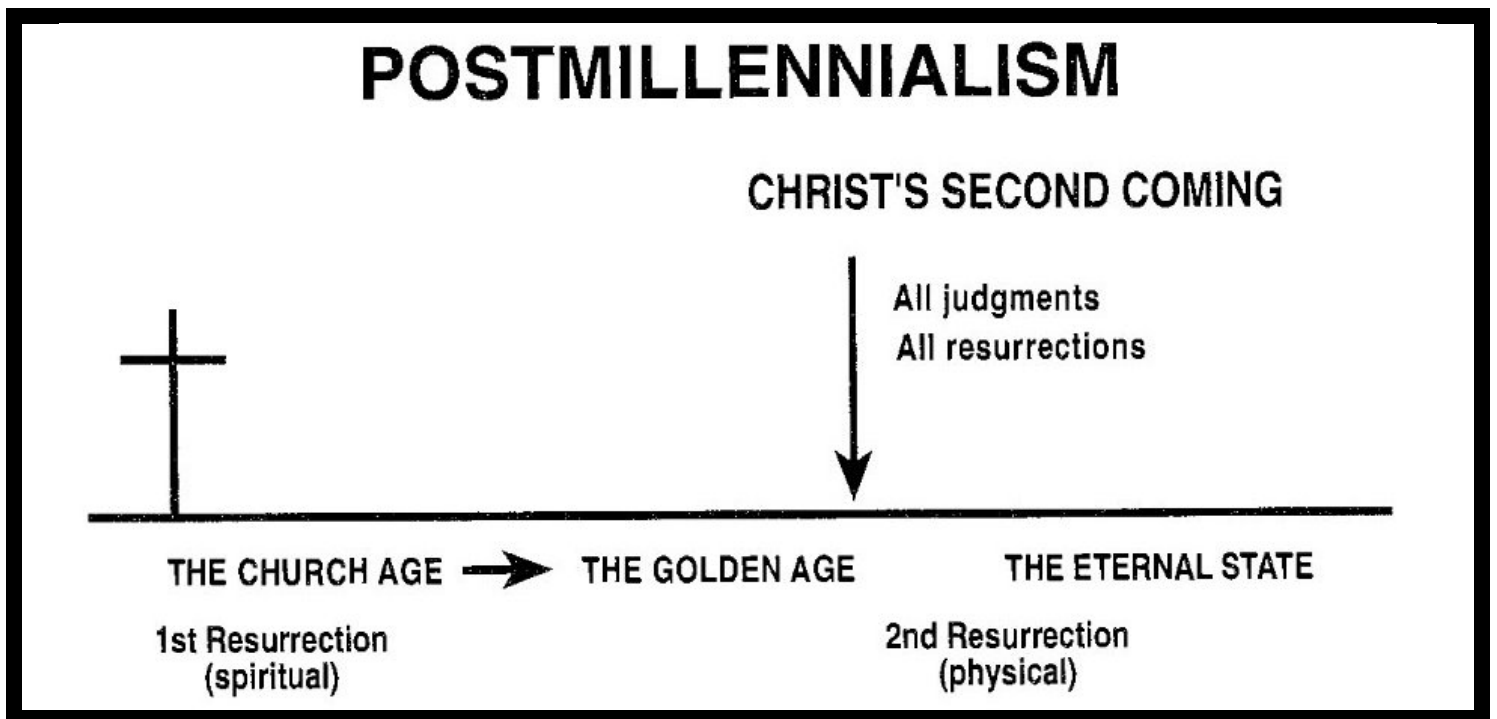 POSTMILLENNIALISM
CHRIST'S SECOND COMING
All judgments
All resurrections
THE CHURCH AGE
THE GOLDEN AGE
THE ETERNAL STATE
1st Resurrection
(spiritual)
2nd Resurrection
(physical)